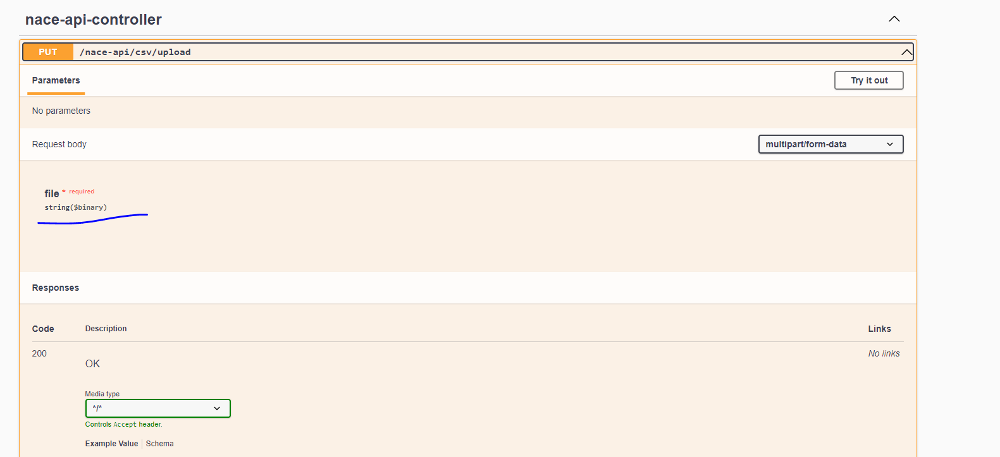 nace-api-controller
PUT /nace-api/csv/upload
Parameters Try it out
No parameters
Request body multipart/form-data
file * required
string($binary)
Responses
Code Description Links
200 No links
OK
Media type
*/*
Controls Accept header.
Example Value Schema